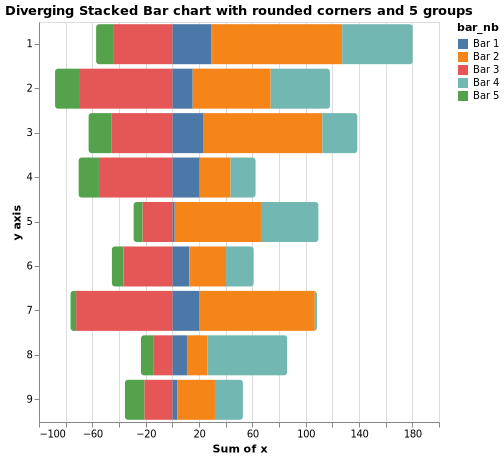 Diverging Stacked Bar chart with rounded corners and 5 groups
bar_nb
Bar 1
Bar 2
Bar 3
Bar 4
Bar 5
y axis
1
2
3
4
5
6
7
8
9
−100 −60 −20 20 60 100 140 180
Sum of x